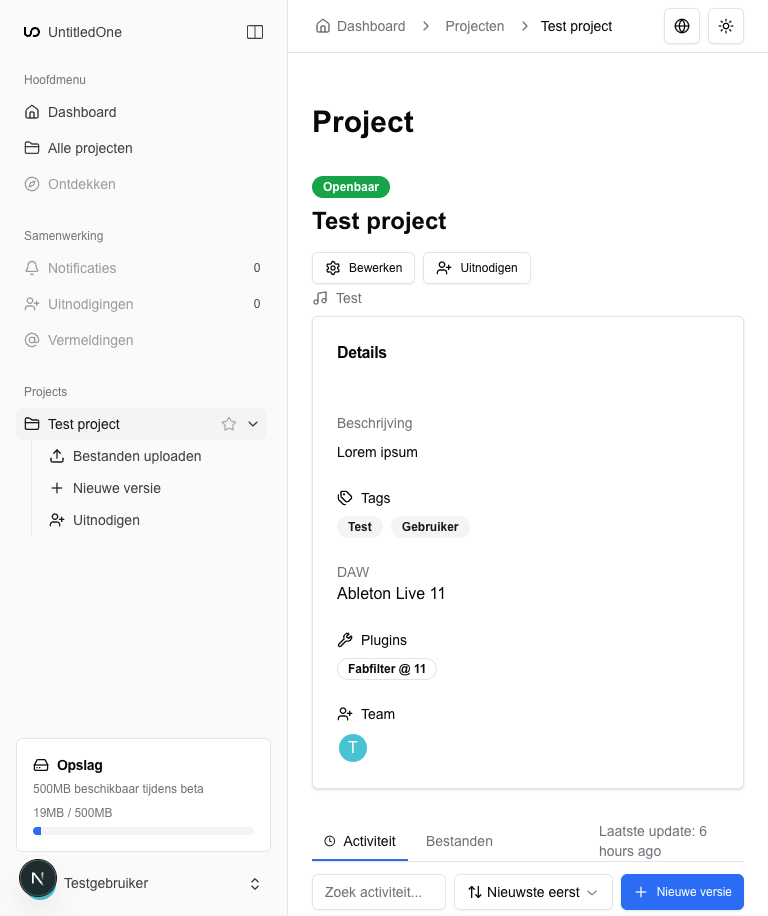 UntitledOne
Hoofdmenu
Dashboard
Alle projecten
Ontdekken
Samenwerking
Notificaties 0
Uitnodigingen 0
Vermeldingen
Projects
Test project
Bestanden uploaden
Nieuwe versie
Uitnodigen
Opslag
500MB beschikbaar tijdens beta
19MB / 500MB
N
Testgebruiker
Dashboard > Projecten > Test project
Project
Openbaar
Test project
Bewerken Uitnodigen
Test
Details
Beschrijving
Lorem ipsum
Tags
Test Gebruiker
DAW
Ableton Live 11
Plugins
Fabfilter @ 11
Team
T
Activiteit Bestanden
Laatste update: 6
hours ago
Zoek activiteit... Nieuwste eerst Nieuwe versie